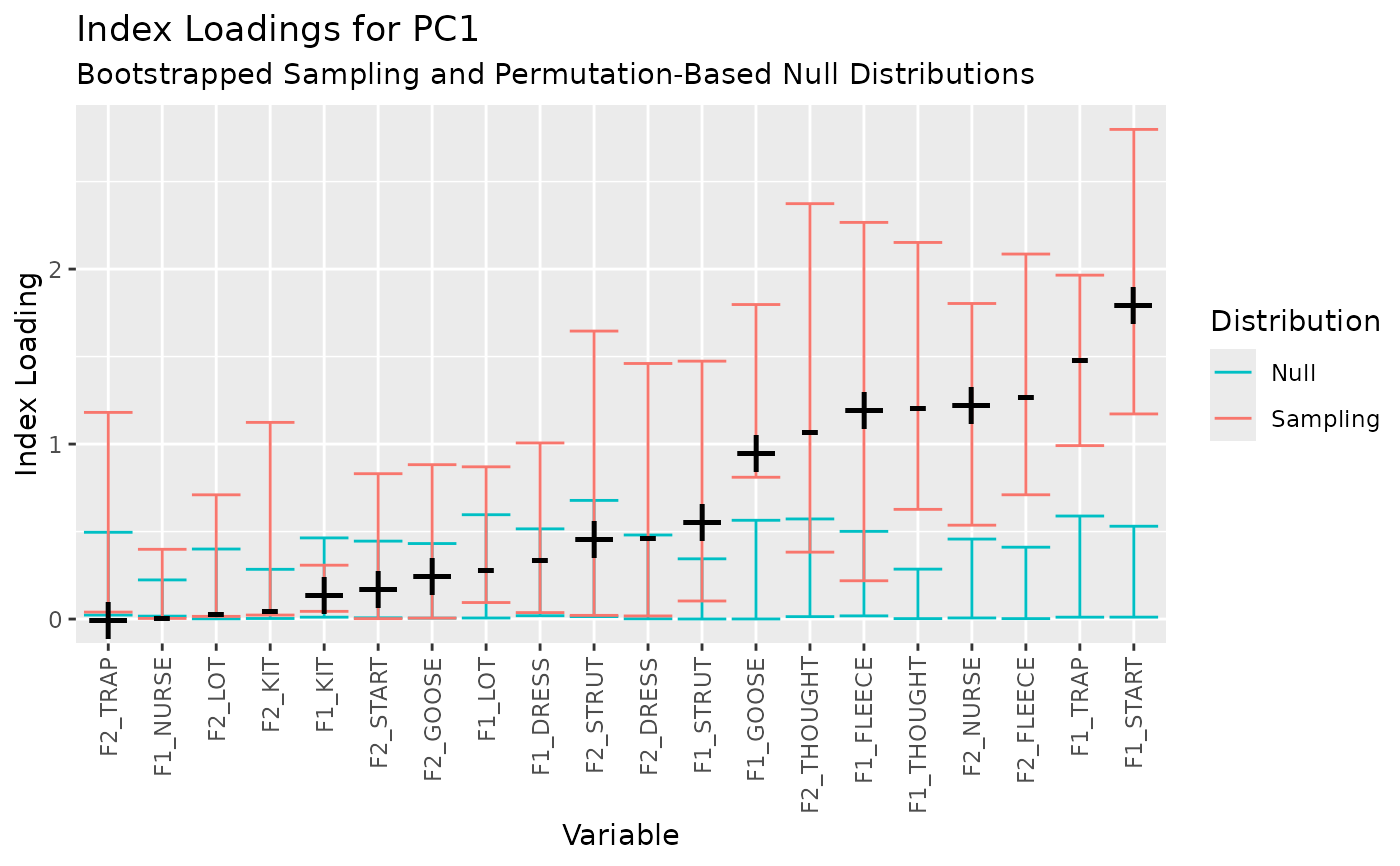 Index Loadings for PC1
Bootstrapped Sampling and Permutation-Based Null Distributions
Index Loading
2
1
0
F2_TRAP
F1_NURSE
F2_LOT
F2_KIT
F1_KIT
F2_START
F2_GOOSE
F1_LOT
F1_DRESS
F2_STRUT
F2_DRESS
F1_STRUT
F1_GOOSE
F2_THOUGHT
F1_FLEECE
F1_THOUGHT
F2_NURSE
F2_FLEECE
F1_TRAP
F1_START
Variable
Distribution
Null
Sampling